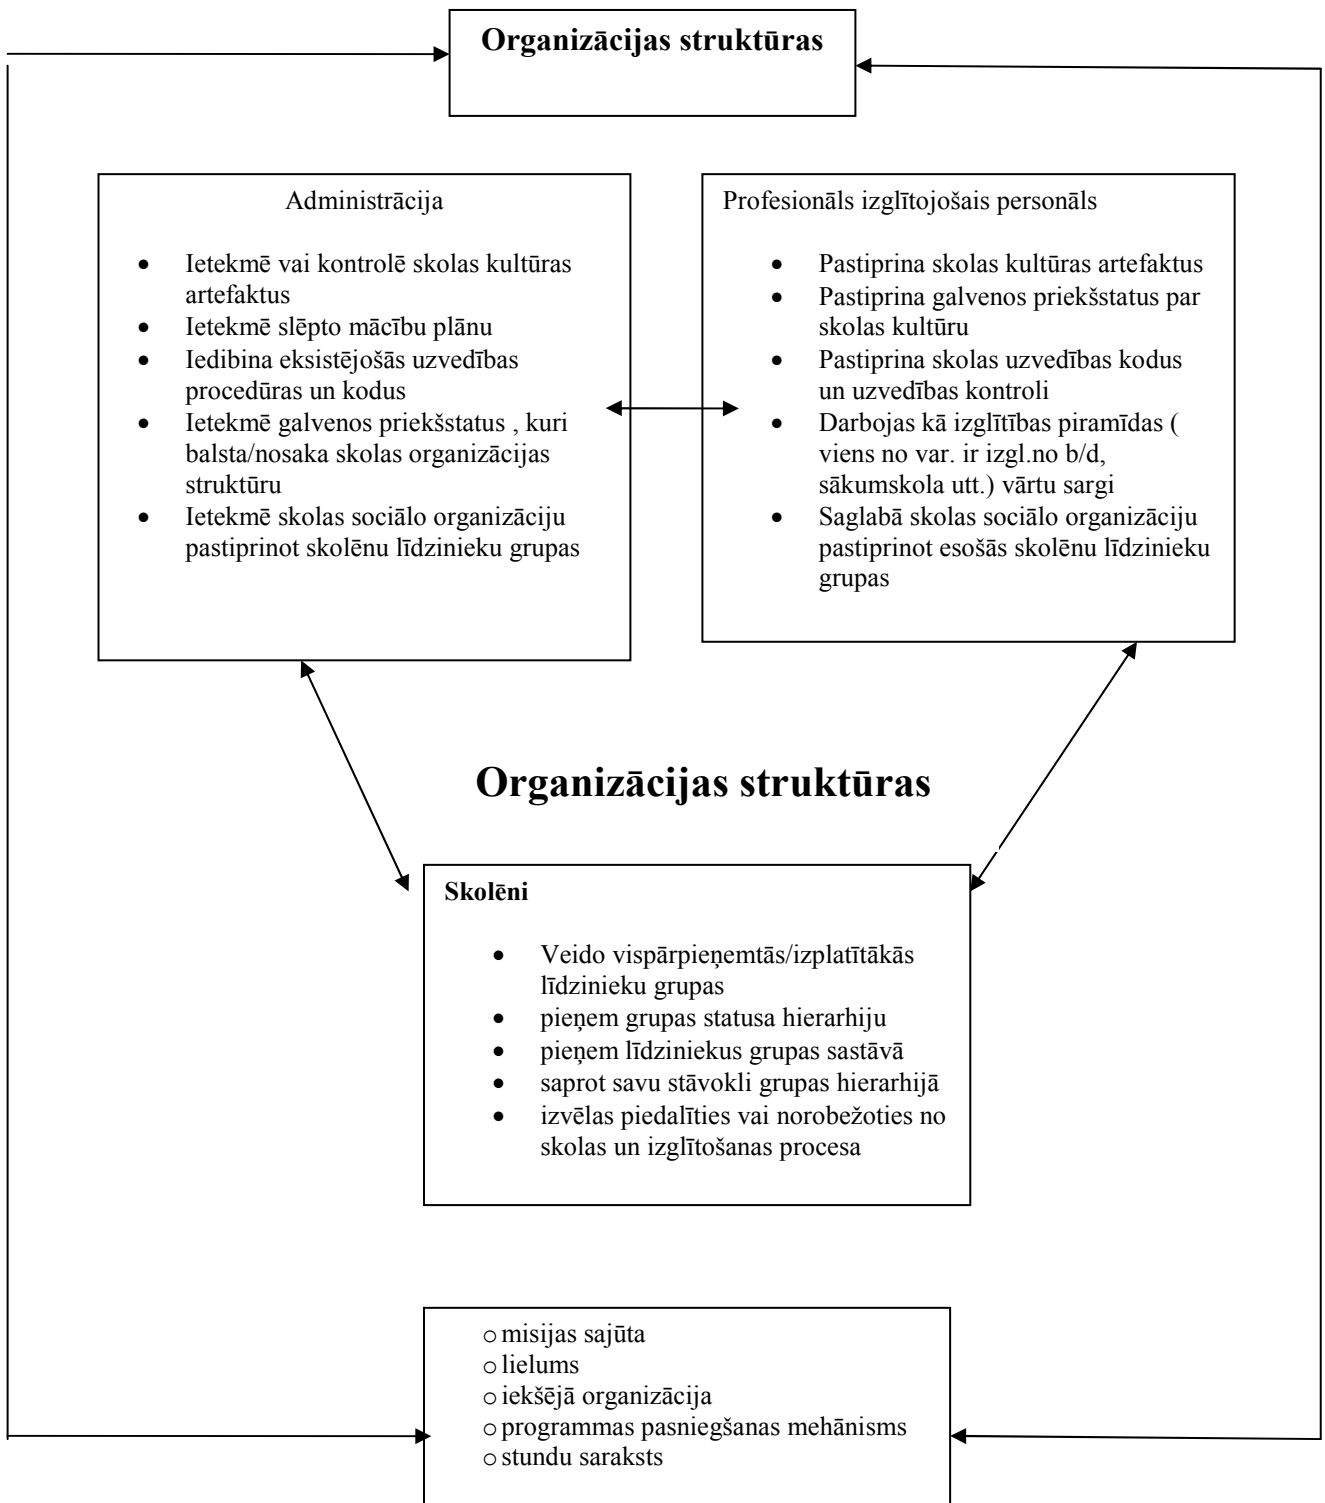 Organizācijas struktūras
Administrācija
• Ietekmē vai kontrolē skolas kultūras
artefaktus
• Ietekmē slēpto mācību plānu
• Iedibina eksistējošās uzvedības
procedūras un kodus
• Ietekmē galvenos priekšstatus , kuri
balsta/nosaka skolas organizācijas
struktūru
• Ietekmē skolas sociālo organizāciju
pastiprinot skolēnu līdzinieku grupas
Profesionāls izglītojošais personāls
• Pastiprina skolas kultūras artefaktus
• Pastiprina galvenos priekšstatus par
skolas kultūru
• Pastiprina skolas uzvedības kodus
un uzvedības kontroli
• Darbojas kā izglītības piramīdas (
viens no var. ir izgl.no b/d,
sākumskola utt.) vārtu sargi
• Saglabā skolas sociālo organizāciju
pastiprinot esošās skolēnu līdzinieku
grupas
Organizācijas struktūras
Skolēni
• Veido vispārpieņemtās/izplatītākās
līdzinieku grupas
• pieņem grupas statusa hierarhiju
• pieņem līdziniekus grupas sastāvā
• saprot savu stāvokli grupas hierarhijā
• izvēlas piedalīties vai norobežoties no
skolas un izglītošanas procesa
o misijas sajūta
o lielums
o iekšējā organizācija
o programmas pasniegšanas mehānisms
o stundu saraksts